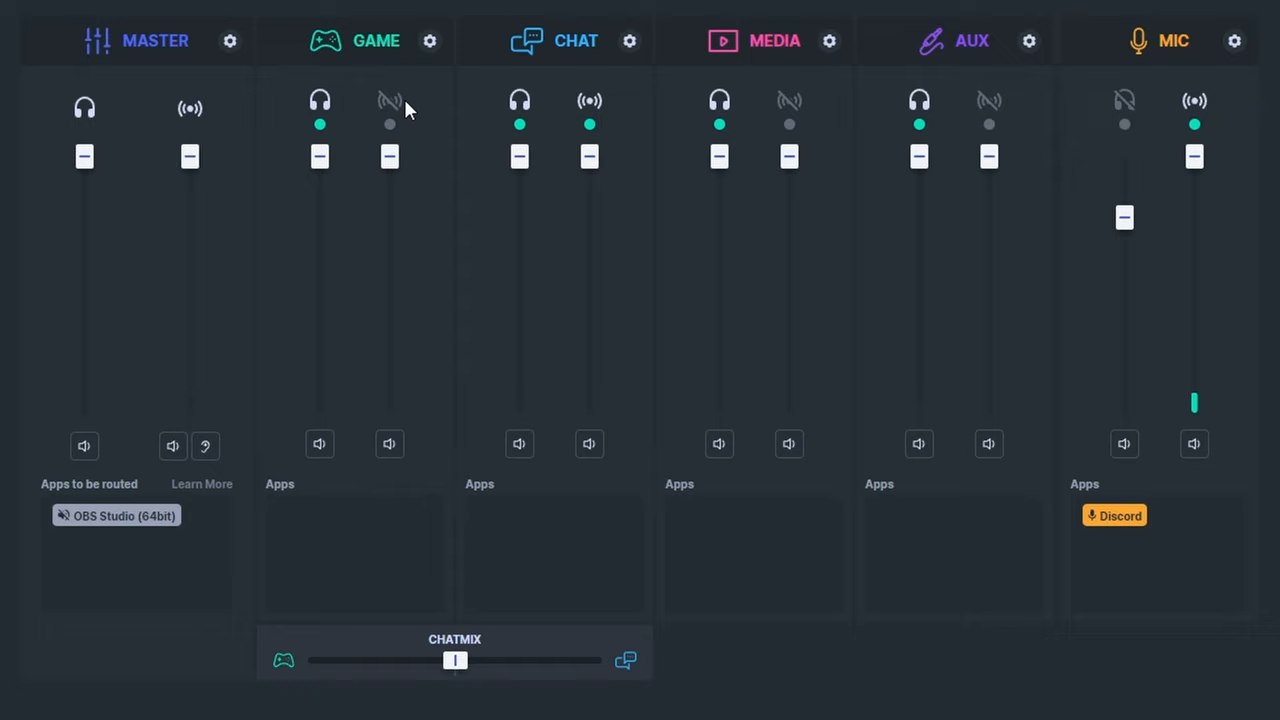 MASTER
GAME
CHAT
MEDIA
AUX
MIC
Apps to be routed
Learn More
Apps
Apps
Apps
Apps
Apps
OBS Studio (64bit)
Discord
CHATMIX